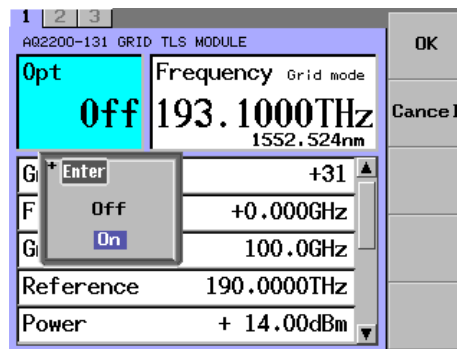 1 2 3
AQ2200-131 GRID TLS MODULE
OK
Opt
Frequency Grid mode
Off
193.1000THz
1552.524nm
Cancel
G
+31
+ Enter
Off
On
F
+0.000GHz
G
100.0GHz
Reference
190.0000THz
Power
+ 14.00dBm